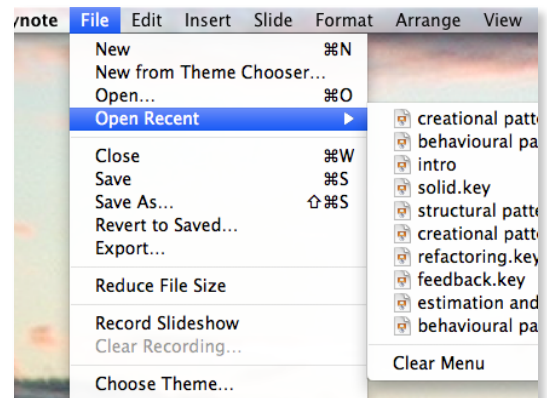 ynote File Edit Insert Slide Format Arrange View
New ⌘N
New from Theme Chooser...
Open... ⌘O
Open Recent
Close ⌘W
Save ⌘S
Save As... ⇧⌘S
Revert to Saved...
Export...
Reduce File Size
Record Slideshow
Clear Recording...
Choose Theme...
creational patte
behavioural pa
intro
solid.key
structural patte
creational patte
refactoring.key
feedback.key
estimation and
behavioural pa
Clear Menu